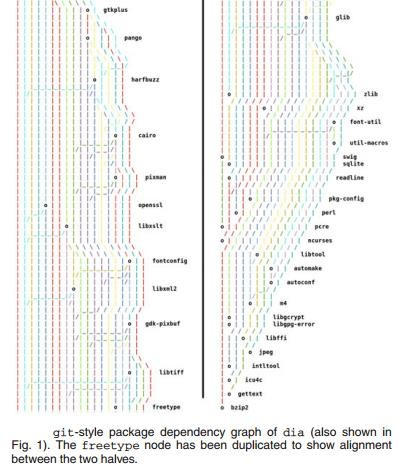 gtkplus
pango
harfbuzz
cairo
pixman
openssl
libxslt
fontconfig
libxml2
gdk-pixbuf
libtiff
freetype
glib
zlib
xz
font-util
util-macros
swig
sqlite
readline
pkg-config
perl
pcre
ncurses
libtool
automake
autoconf
m4
libgcrypt
libgpg-error
libffi
jpeg
intltool
icu4c
gettext
bzip2
git-style package dependency graph of dia (also shown in
Fig. 1). The freetype node has been duplicated to show alignment
between the two halves.